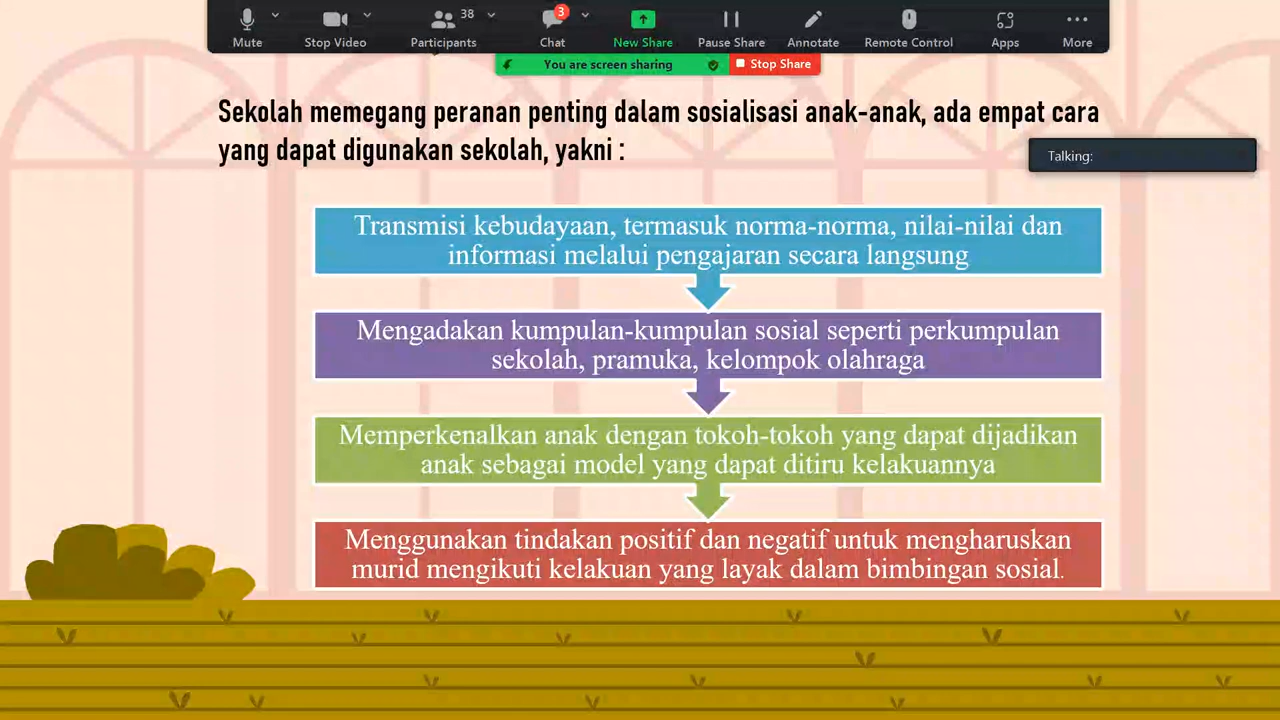 38
3
Mute
Stop Video
Participants
Chat
New Share
Pause Share
Annotate
Remote Control
Apps
More
You are screen sharing
Stop Share
Sekolah memegang peranan penting dalam sosialisasi anak-anak, ada empat cara
yang dapat digunakan sekolah, yakni :
Talking:
Transmisi kebudayaan, termasuk norma-norma, nilai-nilai dan
informasi melalui pengajaran secara langsung
Mengadakan kumpulan-kumpulan sosial seperti perkumpulan
sekolah, pramuka, kelompok olahraga
Memperkenalkan anak dengan tokoh-tokoh yang dapat dijadikan
anak sebagai model yang dapat ditiru kelakuannya
Menggunakan tindakan positif dan negatif untuk mengharuskan
murid mengikuti kelakuan yang layak dalam bimbingan sosial.